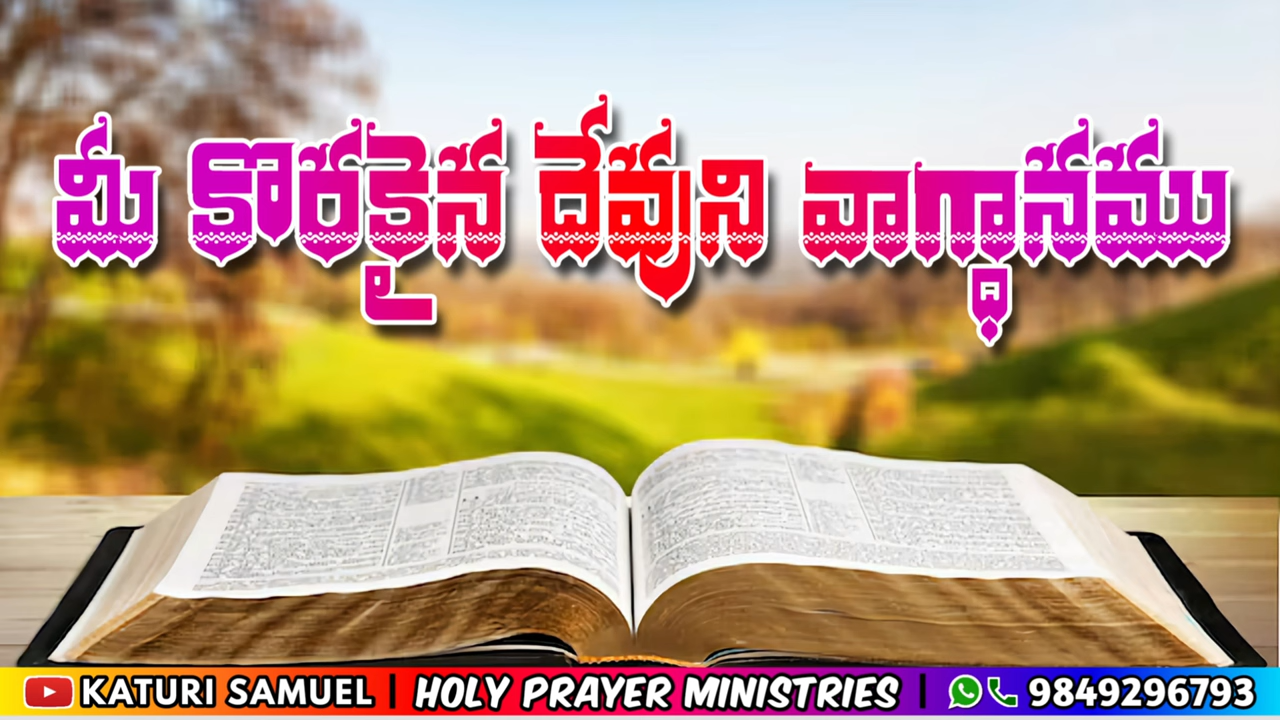 మీ కొరకైన దేవుని వాగ్ధానము
KATURI SAMUEL | HOLY PRAYER MINISTRIES | 9849296793